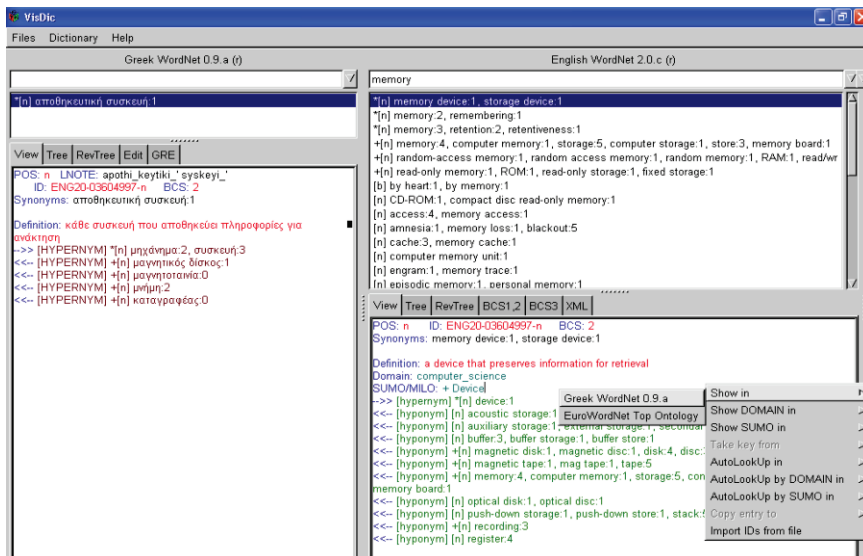 VisDic
Files Dictionary Help
Greek WordNet 0.9.a (r)
*[n] αποθηκευτική συσκευή:1
View Tree RevTree Edit GRE
POS: n LNOTE: apothi_keytiki_' syskeyi_'
ID: ENG20-03604997-n BCS: 2
Synonyms: αποθηκευτική συσκευή:1
Definition: κάθε συσκευή που αποθηκεύει πληροφορίες για
ανάκτηση
-->> [HYPERNYM] *[n] μηχάνημα:2, συσκευή:3
<<-- [HYPERNYM] +[n] μαγνητικός δίσκος:1
<<-- [HYPERNYM] +[n] μαγνητοταινία:0
<<-- [HYPERNYM] +[n] μνήμη:2
<<-- [HYPERNYM] +[n] καταγραφέας:0
English WordNet 2.0.c (r)
memory
*[n] memory device:1, storage device:1
*[n] memory:2, remembering:1
*[n] memory:3, retention:2, retentiveness:1
+[n] memory:4, computer memory:1, storage:5, computer storage:1, store:3, memory board:1
+[n] random-access memory:1, random access memory:1, random memory:1, RAM:1, read/wr
+[n] read-only memory:1, ROM:1, read-only storage:1, fixed storage:1
[b] by heart:1, by memory:1
[n] CD-ROM:1, compact disc read-only memory:1
[n] access:4, memory access:1
[n] amnesia:1, memory loss:1, blackout:5
[n] cache:3, memory cache:1
[n] computer memory unit:1
[n] engram:1, memory trace:1
[n] episodic memory:1, personal memory:1
View Tree RevTree BCS1,2 BCS3 XML
POS: n ID: ENG20-03604997-n BCS: 2
Synonyms: memory device:1, storage device:1
Definition: a device that preserves information for retrieval
Domain: computer_science
SUMO/MILO: + Device
-->> [hypernym] *[n] device:1
<<-- [hyponym] [n] acoustic storage:1
<<-- [hyponym] [n] auxiliary storage:1, external storage:1, secondar
<<-- [hyponym] [n] buffer:3, buffer storage:1, buffer store:1
<<-- [hyponym] +[n] magnetic disk:1, magnetic disc:1, disk:4, disc:
<<-- [hyponym] +[n] magnetic tape:1, mag tape:1, tape:5
<<-- [hyponym] +[n] memory:4, computer memory:1, storage:5, con
memory board:1
<<-- [hyponym] [n] optical disk:1, optical disc:1
<<-- [hyponym] [n] push-down storage:1, push-down store:1, stack:
<<-- [hyponym] +[n] recording:3
<<-- [hyponym] [n] register:4
Greek WordNet 0.9.a
EuroWordNet Top Ontology
Show in
Show DOMAIN in
Show SUMO in
Take key from
AutoLookUp in
AutoLookUp by DOMAIN in
AutoLookUp by SUMO in
Copy entry to
Import IDs from file